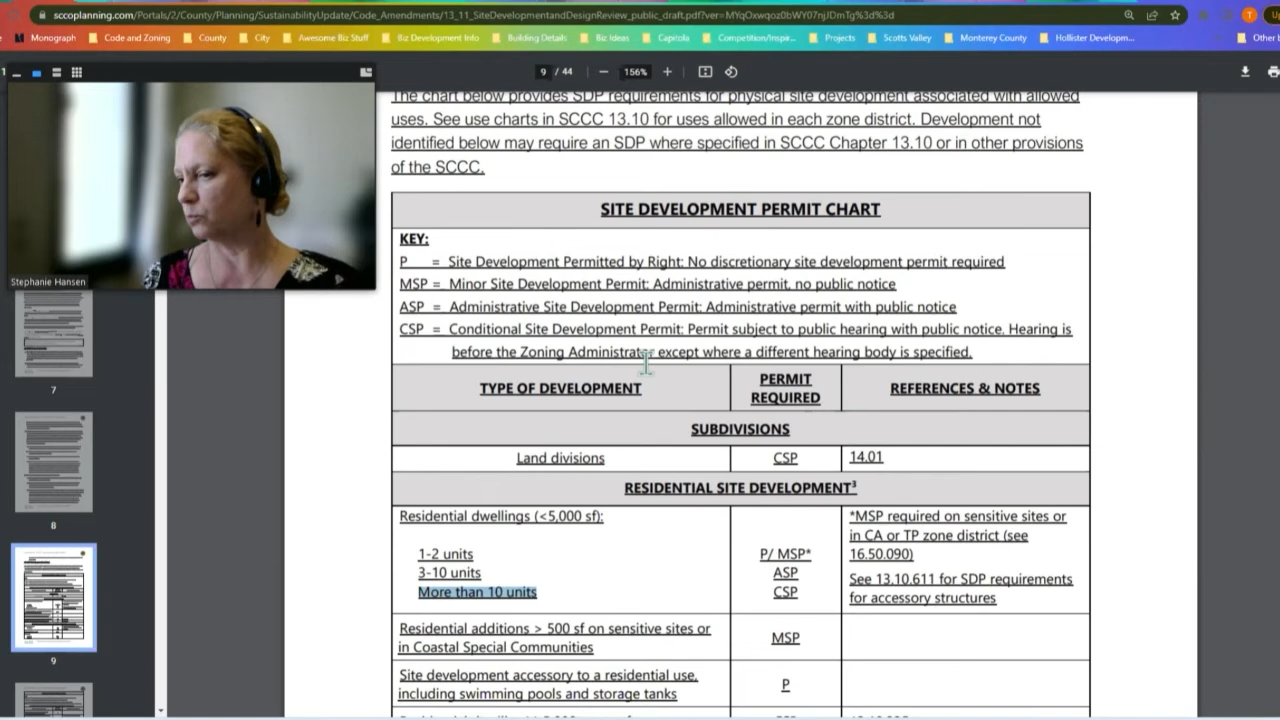 sccoplanning.com/Portals/2/County/Planning/SustainabilityUpdate/Code_Amendments/13_11_SiteDevelopmentandDesignReview_public_draft.pdf?ver=MYqOxwqoz0bWY07njJDmTg%3d%3d
Monograph Code and Zoning County City Awesome Biz Stuff Biz Development Info Building Details Biz Ideas Capitola Competition/Inspir... Projects Scotts Valley Monterey County Hollister Developm... Other
9 / 44 — 156% +
The chart below provides SDP requirements for physical site development associated with allowed
uses. See use charts in SCCC 13.10 for uses allowed in each zone district. Development not
identified below may require an SDP where specified in SCCC Chapter 13.10 or in other provisions
of the SCCC.
Stephanie Hansen
7
8
9
SITE DEVELOPMENT PERMIT CHART
KEY:
P = Site Development Permitted by Right: No discretionary site development permit required
MSP = Minor Site Development Permit: Administrative permit, no public notice
ASP = Administrative Site Development Permit: Administrative permit with public notice
CSP = Conditional Site Development Permit: Permit subject to public hearing with public notice. Hearing is
before the Zoning Administrator except where a different hearing body is specified.
TYPE OF DEVELOPMENT PERMIT REQUIRED REFERENCES & NOTES
SUBDIVISIONS
Land divisions CSP 14.01
RESIDENTIAL SITE DEVELOPMENT³
Residential dwellings (<5,000 sf):
1-2 units P/ MSP*
3-10 units ASP
More than 10 units CSP
*MSP required on sensitive sites or
in CA or TP zone district (see
16.50.090)
See 13.10.611 for SDP requirements
for accessory structures
Residential additions > 500 sf on sensitive sites or
in Coastal Special Communities
MSP
Site development accessory to a residential use,
including swimming pools and storage tanks
P